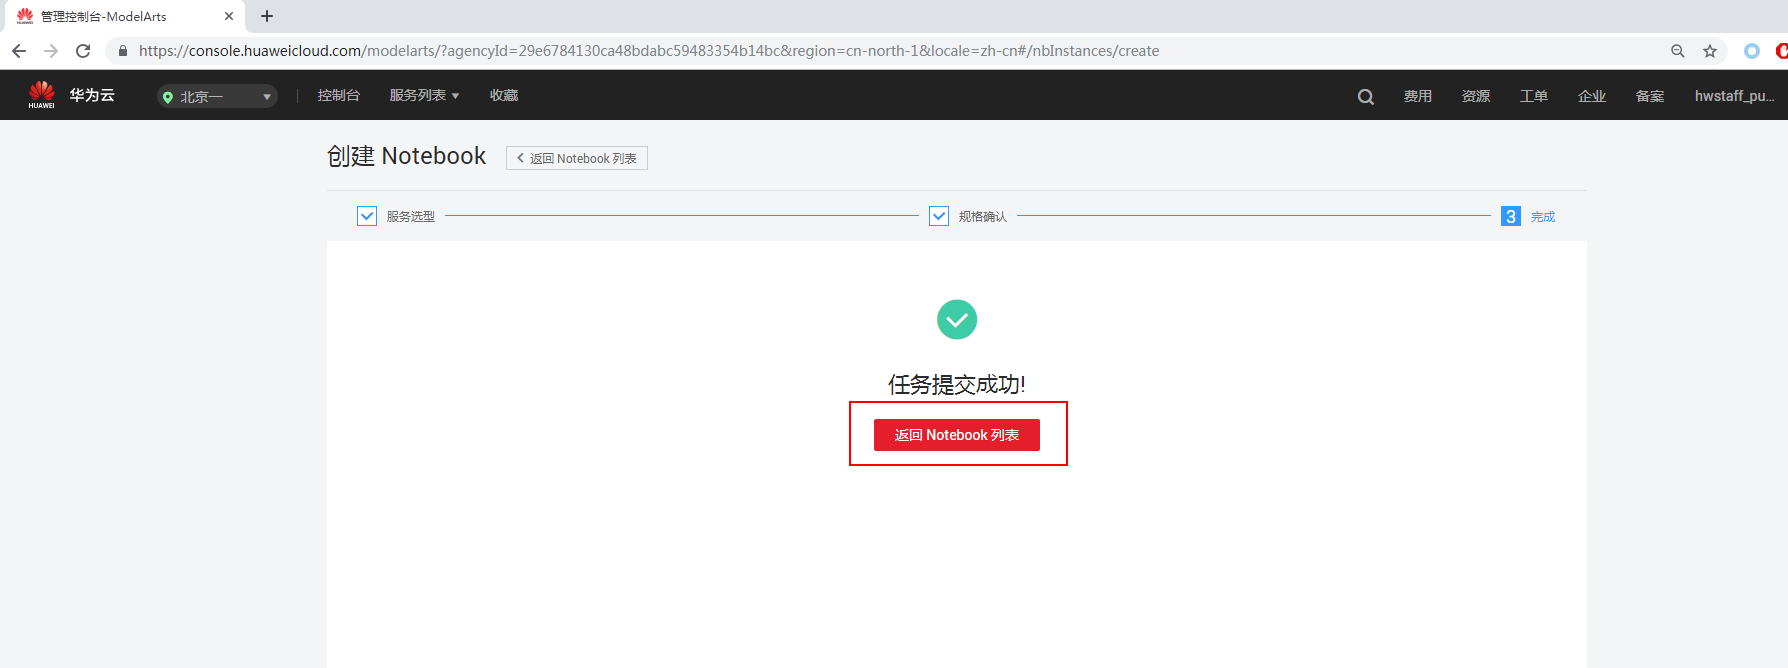 管理控制台-ModelArts
https://console.huaweicloud.com/modelarts/?agencyId=29e6784130ca48bdabc59483354b14bc&region=cn-north-1&locale=zh-cn#/nbInstances/create
HUAWEI 华为云 北京一 控制台 服务列表 收藏 费用 资源 工单 企业 备案 hwstaff_pu...
创建 Notebook 返回 Notebook 列表
服务选型 规格确认 3 完成
任务提交成功!
返回 Notebook 列表